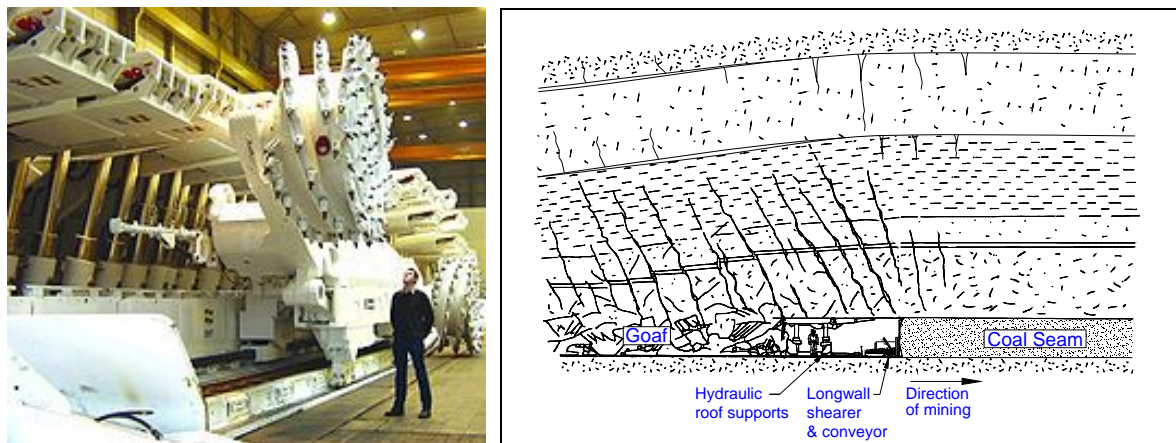 Goaf
Coal Seam
Hydraulic
roof supports
Longwall
shearer
& conveyor
Direction
of mining